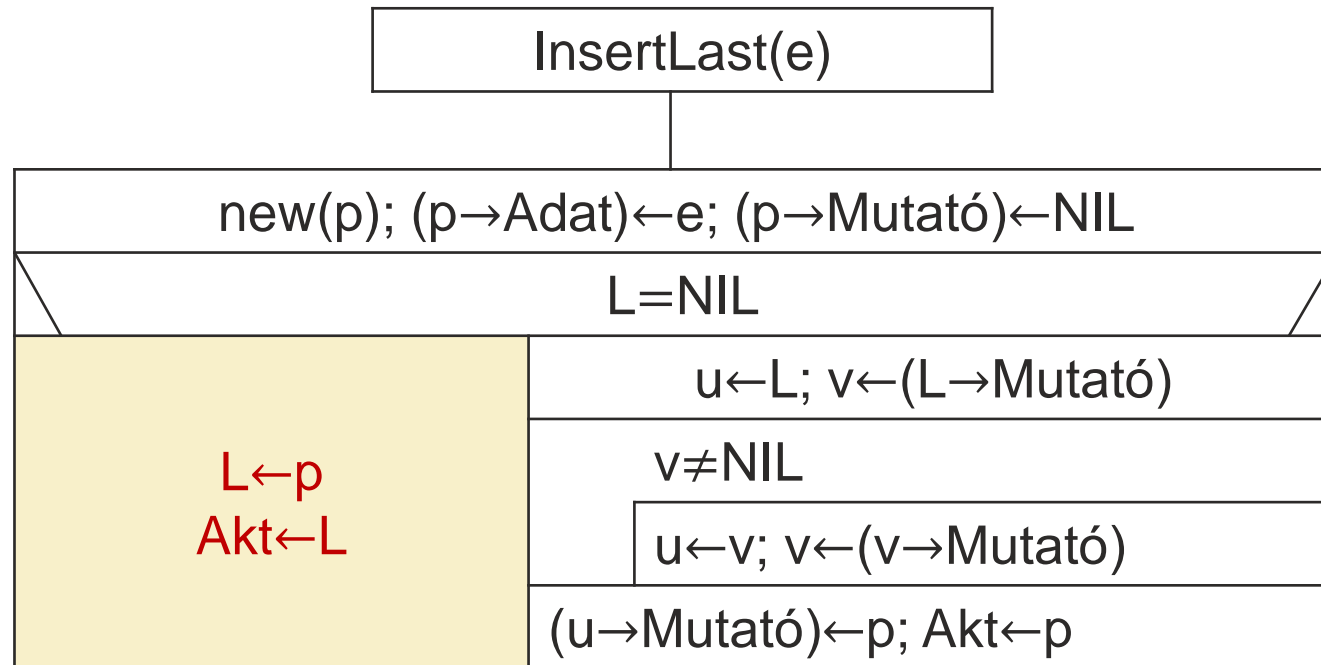 InsertLast(e)
new(p); (p→Adat)←e; (p→Mutató)←NIL
L=NIL
L←p
Akt←L
u←L; v←(L→Mutató)
v≠NIL
u←v; v←(v→Mutató)
(u→Mutató)←p; Akt←p